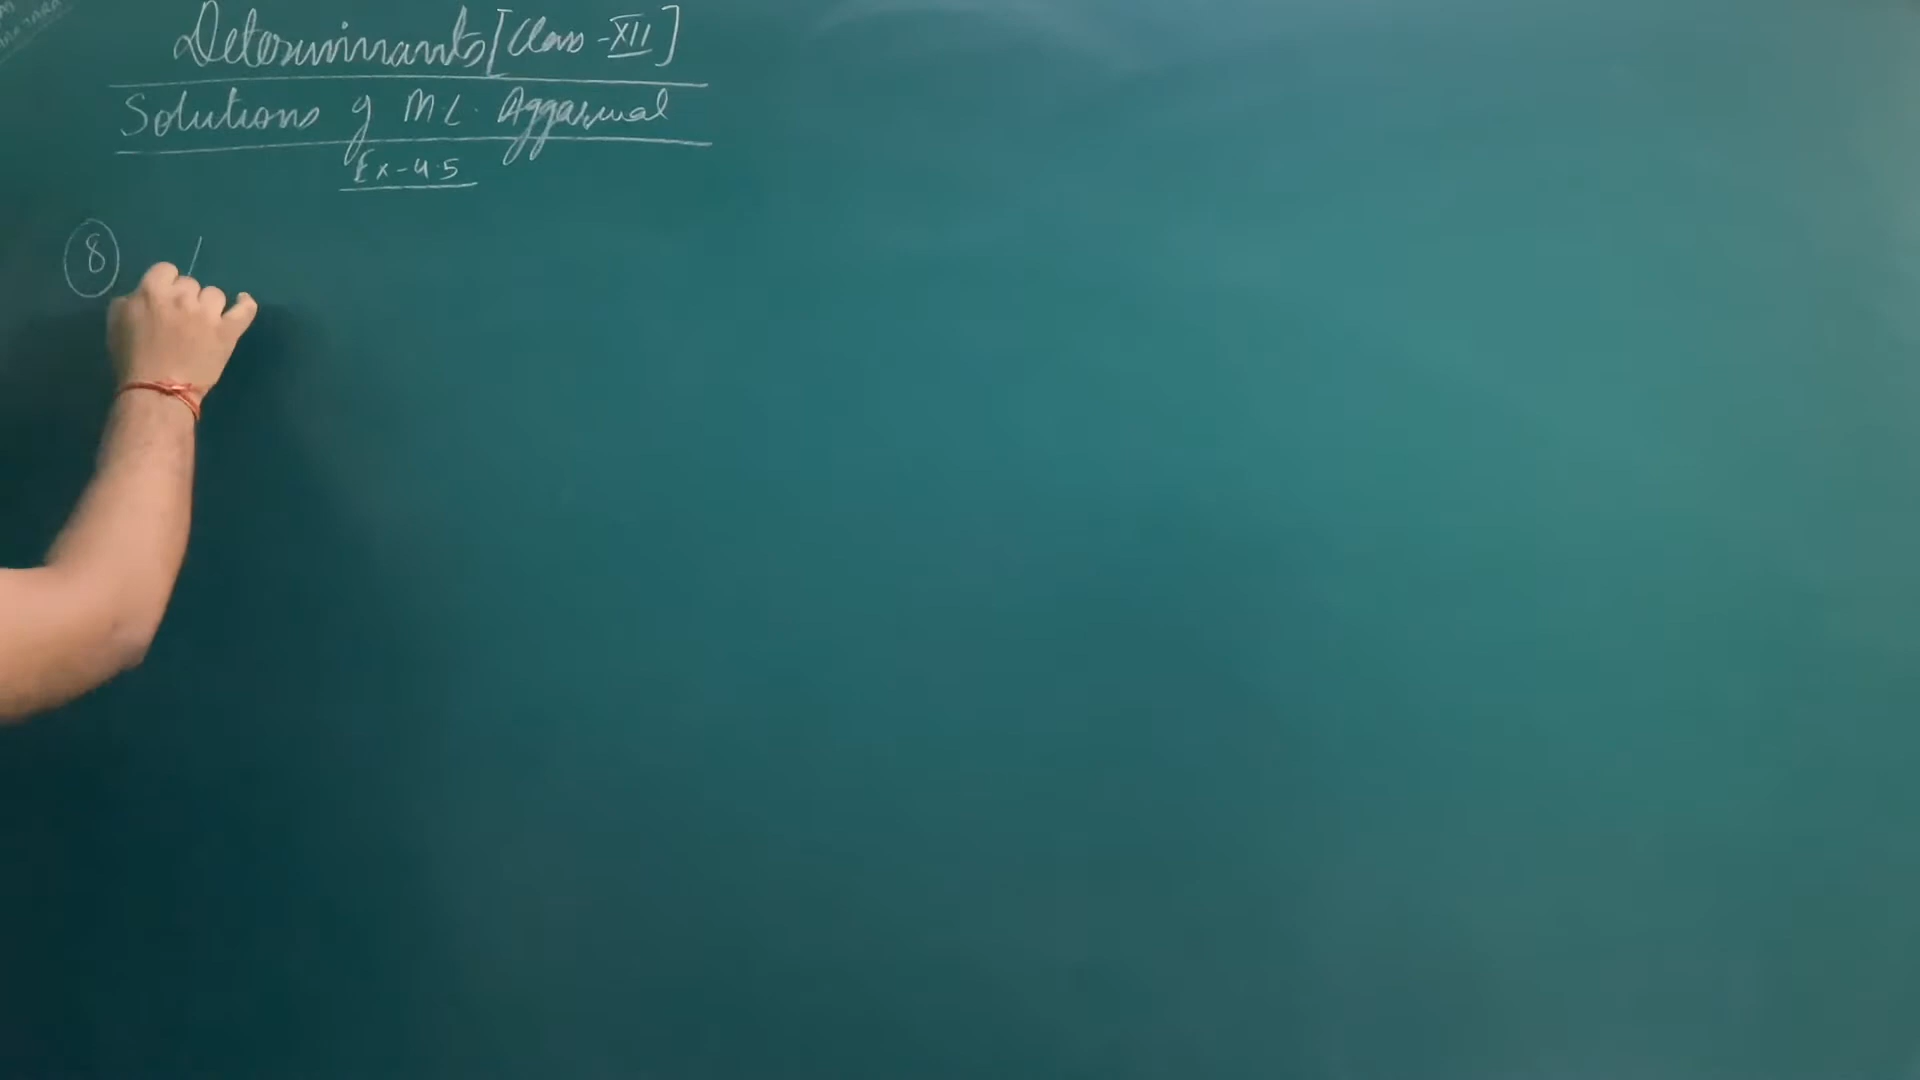 Determinants [Class - XII]
Solutions of M.L. Aggarwal
Ex-4.5
8